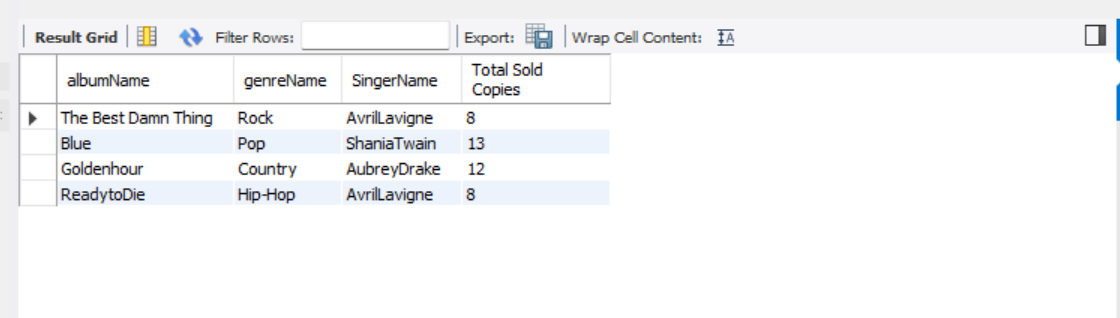 Result Grid Filter Rows: Export: Wrap Cell Content:
albumName genreName SingerName Total Sold Copies
The Best Damn Thing Rock AvrilLavigne 8
Blue Pop ShaniaTwain 13
Goldenhour Country AubreyDrake 12
ReadytoDie Hip-Hop AvrilLavigne 8